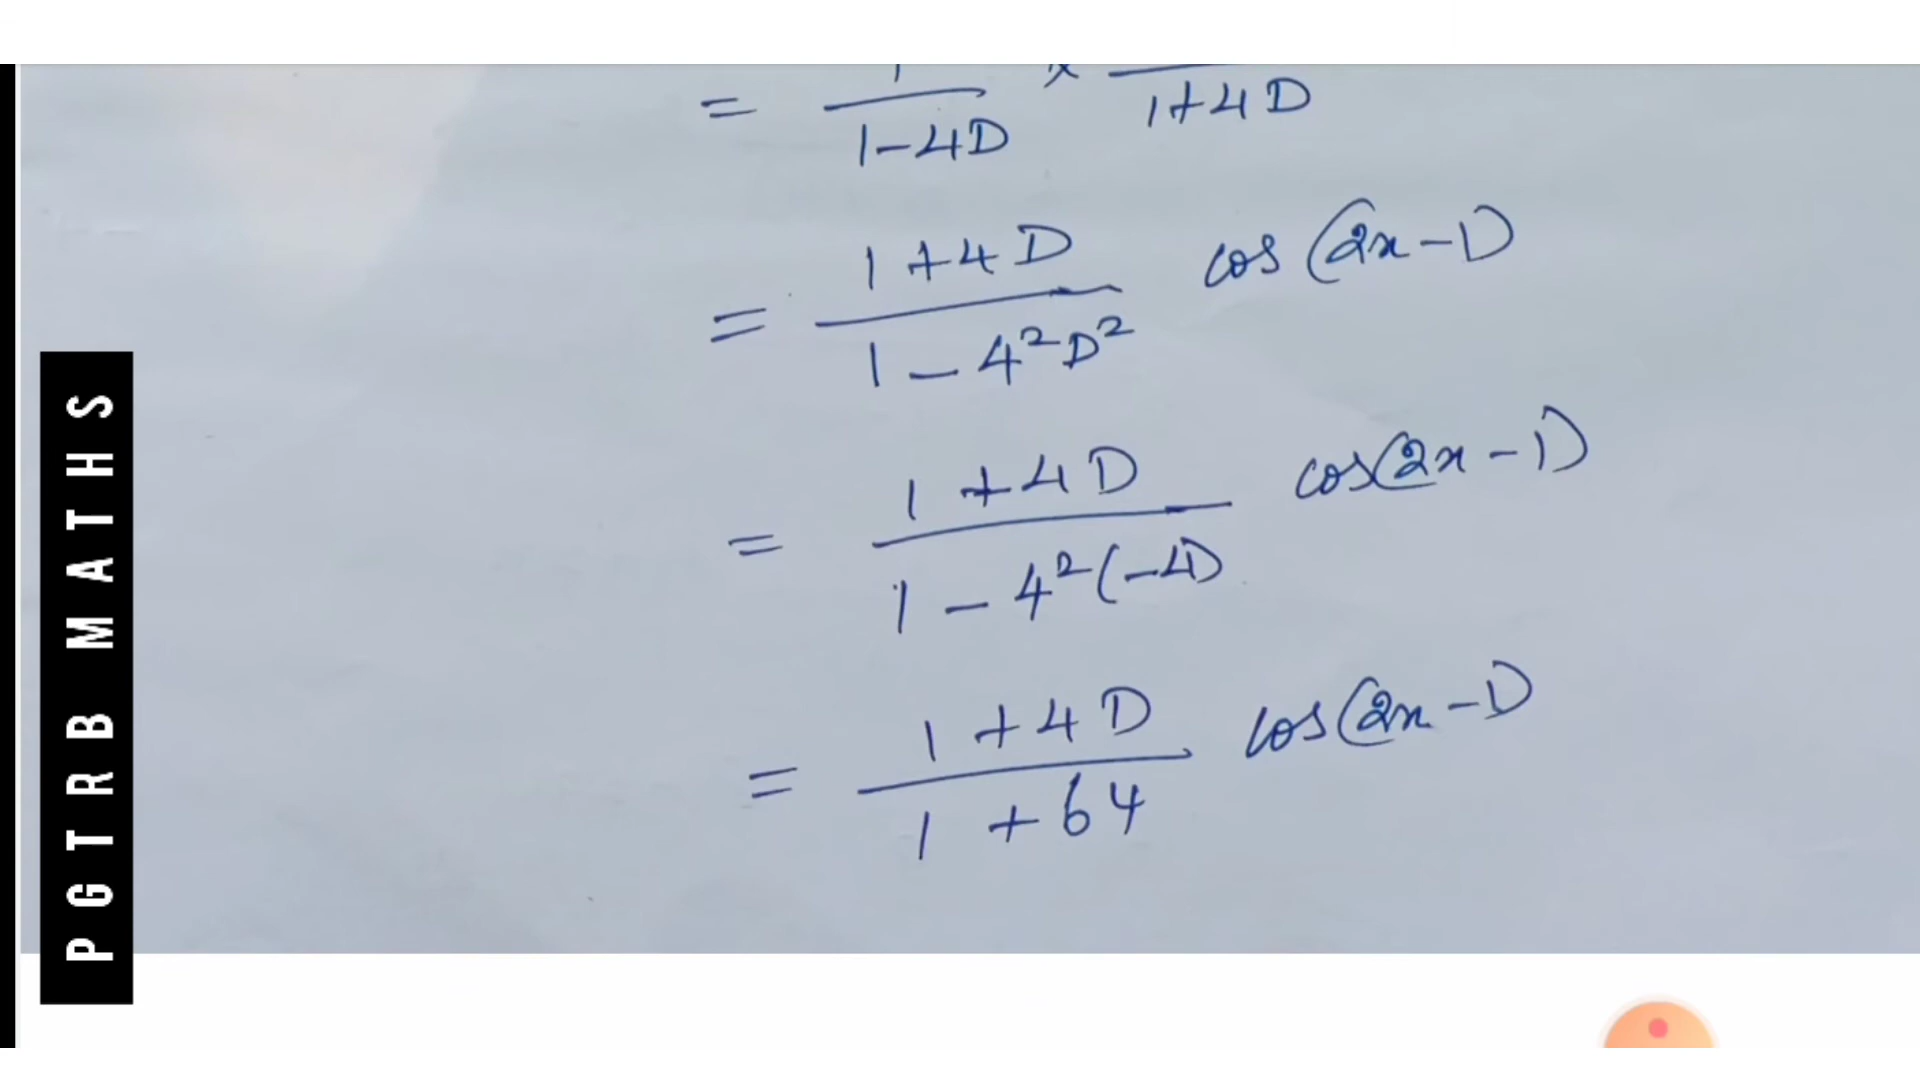 = 1/(1-4D) × /(1+4D)
= (1+4D)/(1-4²D²) cos(2x-1)
= (1+4D)/(1-4²(-4)) cos(2x-1)
= (1+4D)/(1+64) cos(2x-1)
PGTRB MATHS